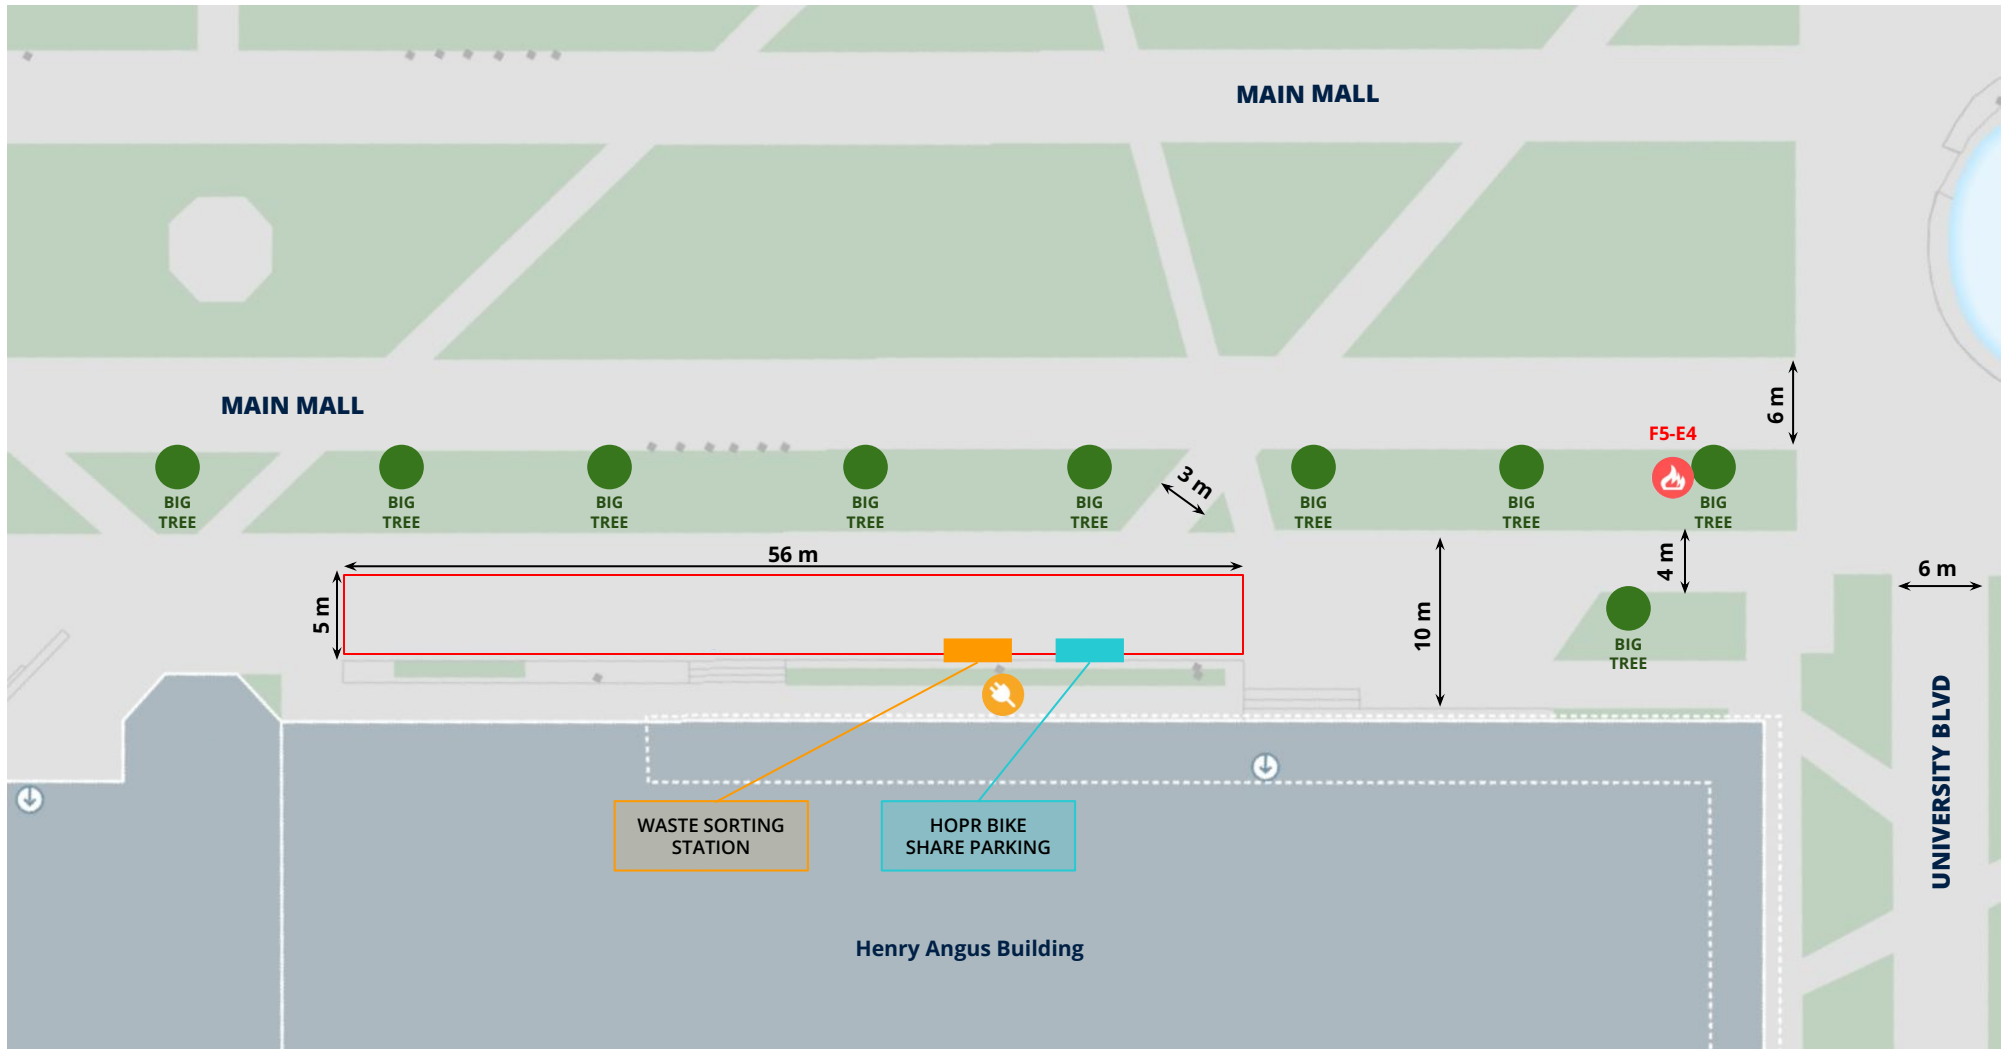 MAIN MALL
MAIN MALL
6 m
F5-E4
BIG
TREE
BIG
TREE
BIG
TREE
BIG
TREE
BIG
TREE
3 m
BIG
TREE
BIG
TREE
BIG
TREE
56 m
4 m
6 m
5 m
10 m
BIG
TREE
UNIVERSITY BLVD
WASTE SORTING
STATION
HOPR BIKE
SHARE PARKING
Henry Angus Building